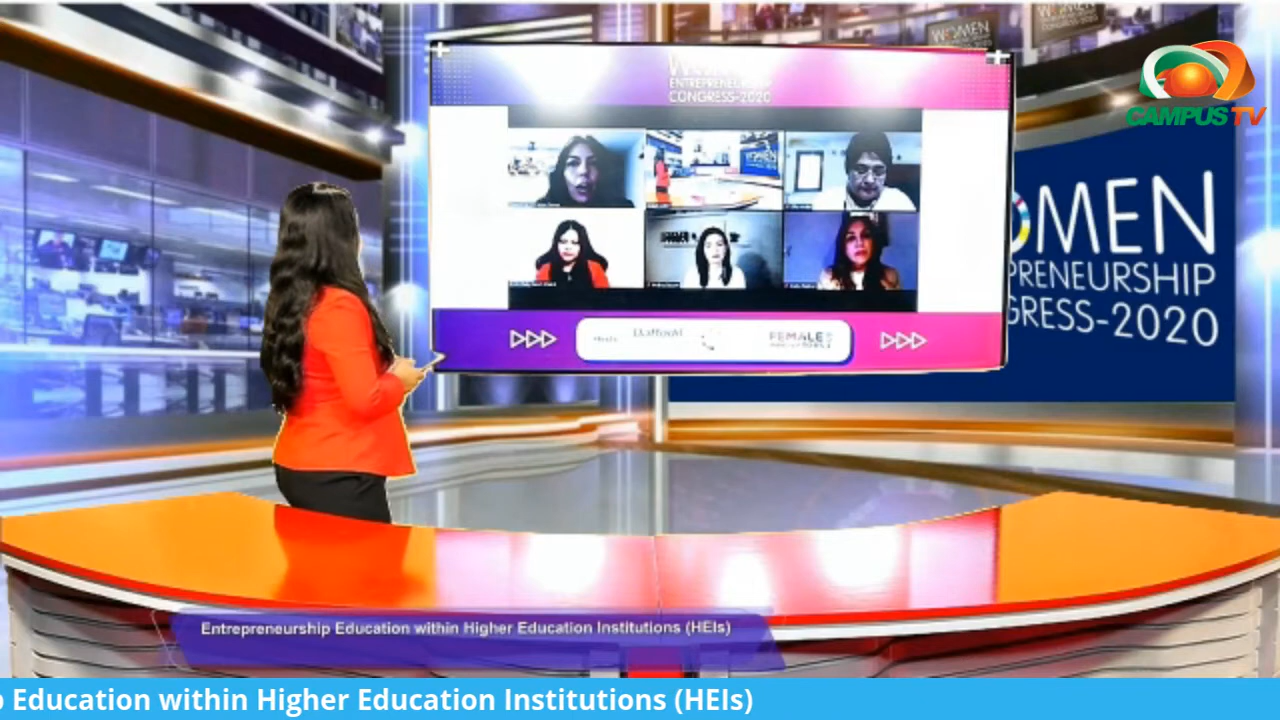 WOMEN
CAMPUS TV
ENTREPRENEURSHIP
CONGRESS-2020
OMEN
PRENEURSHIP
GRESS-2020
FEMALES
Entrepreneurship Education within Higher Education Institutions (HEIs)
Education within Higher Education Institutions (HEIs)